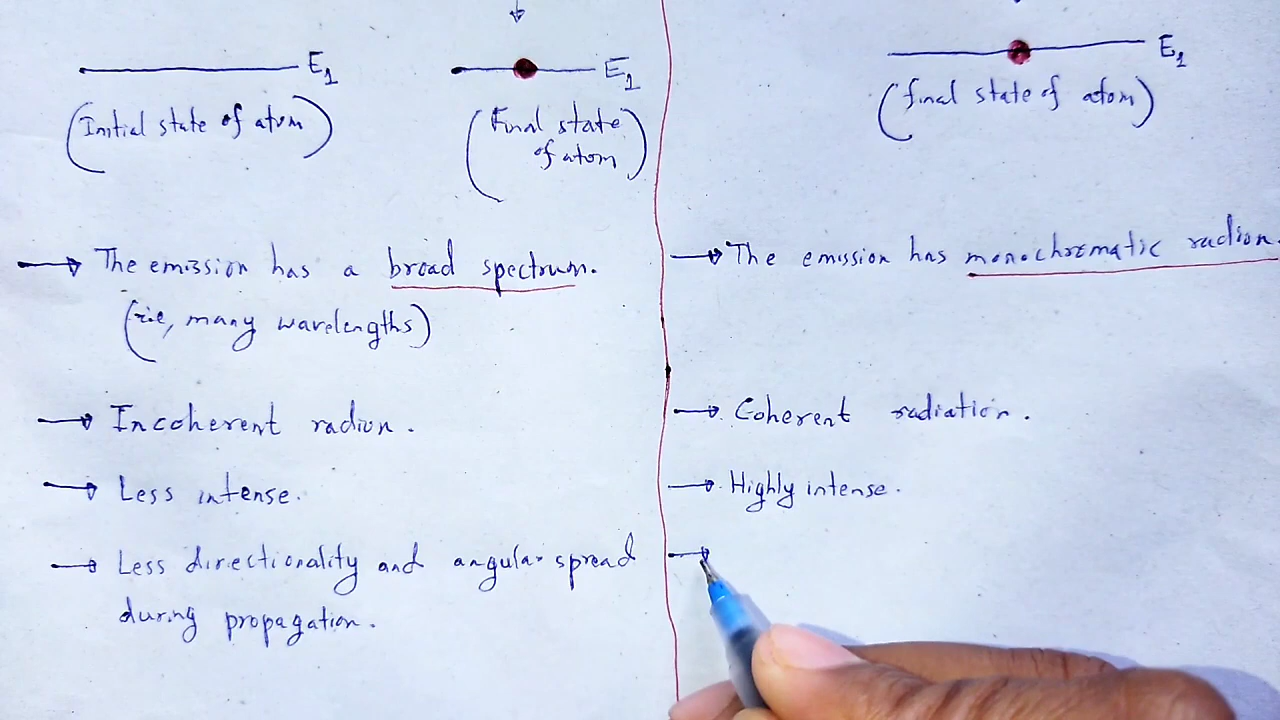 E1
(Initial state of atom)
E1
(Final state
of atom)
→ The emission has a broad spectrum.
(i.e, many wavelengths)
→ Incoherent radion.
→ Less intense.
→ Less directionality and angular spread
during propagation.
E1
(final state of atom)
→ The emission has monochromatic radion.
→ Coherent radiation.
→ Highly intense.